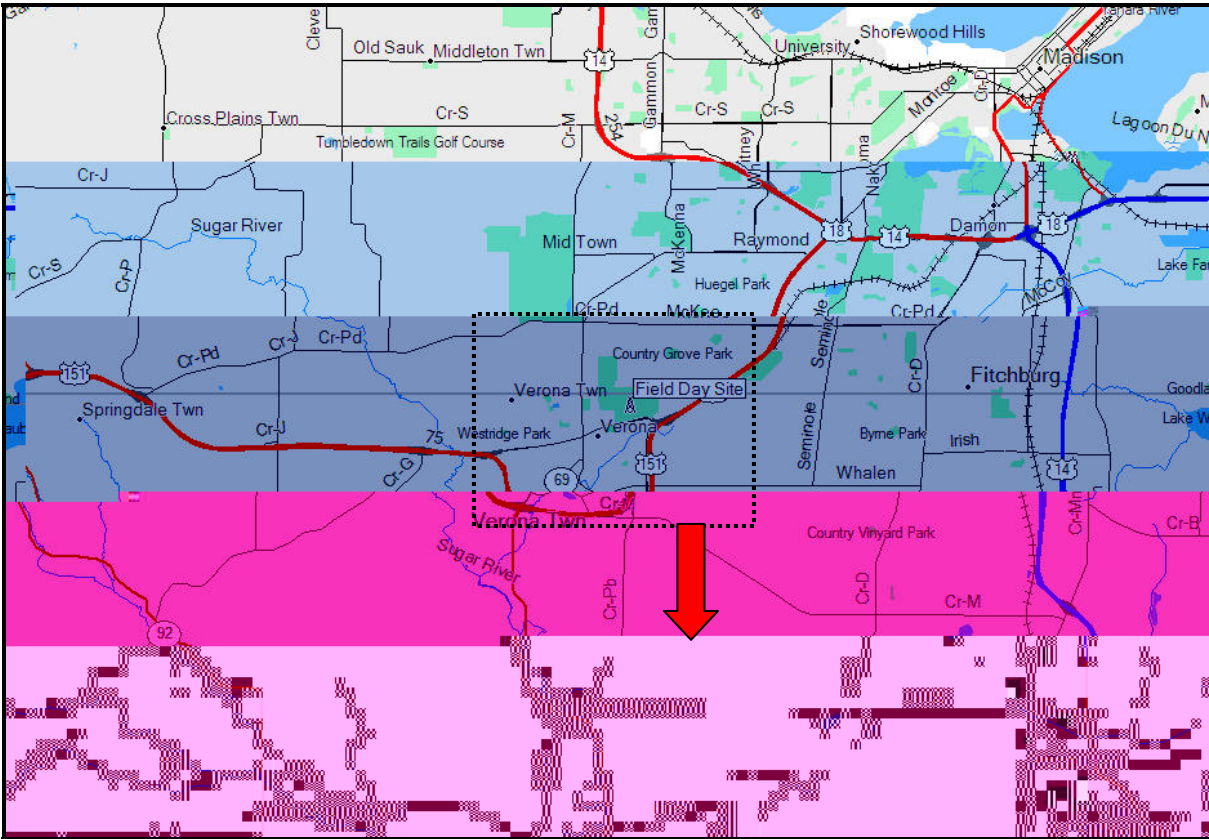 Cleve
Gam
Old Sauk
Middleton Twn
14
University
Shorewood Hills
Madison
Yahara River
Cross Plains Twn
Cr-S
Cr-M
254
Gammon
Cr-S
Cr-S
Whitney
Monroe
Cr-D
Tumbledown Trails Golf Course
Lagoon Du N
Cr-J
Sugar River
Cr-S
Cr-P
Mid Town
McKenna
Raymond
18
14
Damon
18
Huegel Park
Lake Fa
McCoy
Cr-Pd
McKee
Seminole
Cr-Pd
151
Cr-Pd
Cr-J
Cr-Pd
Country Grove Park
Field Day Site
Verona Twn
Cr-D
Fitchburg
Goodla
Springdale Twn
Cr-J
75
Westridge Park
Verona
Seminole
Byrne Park
Irish
Lake W
Cr-G
69
151
Whalen
14
Verona Twn
Cr-M
Country Vinyard Park
Cr-Mn
Cr-B
Sugar River
Cr-Pb
Cr-D
Cr-M
92